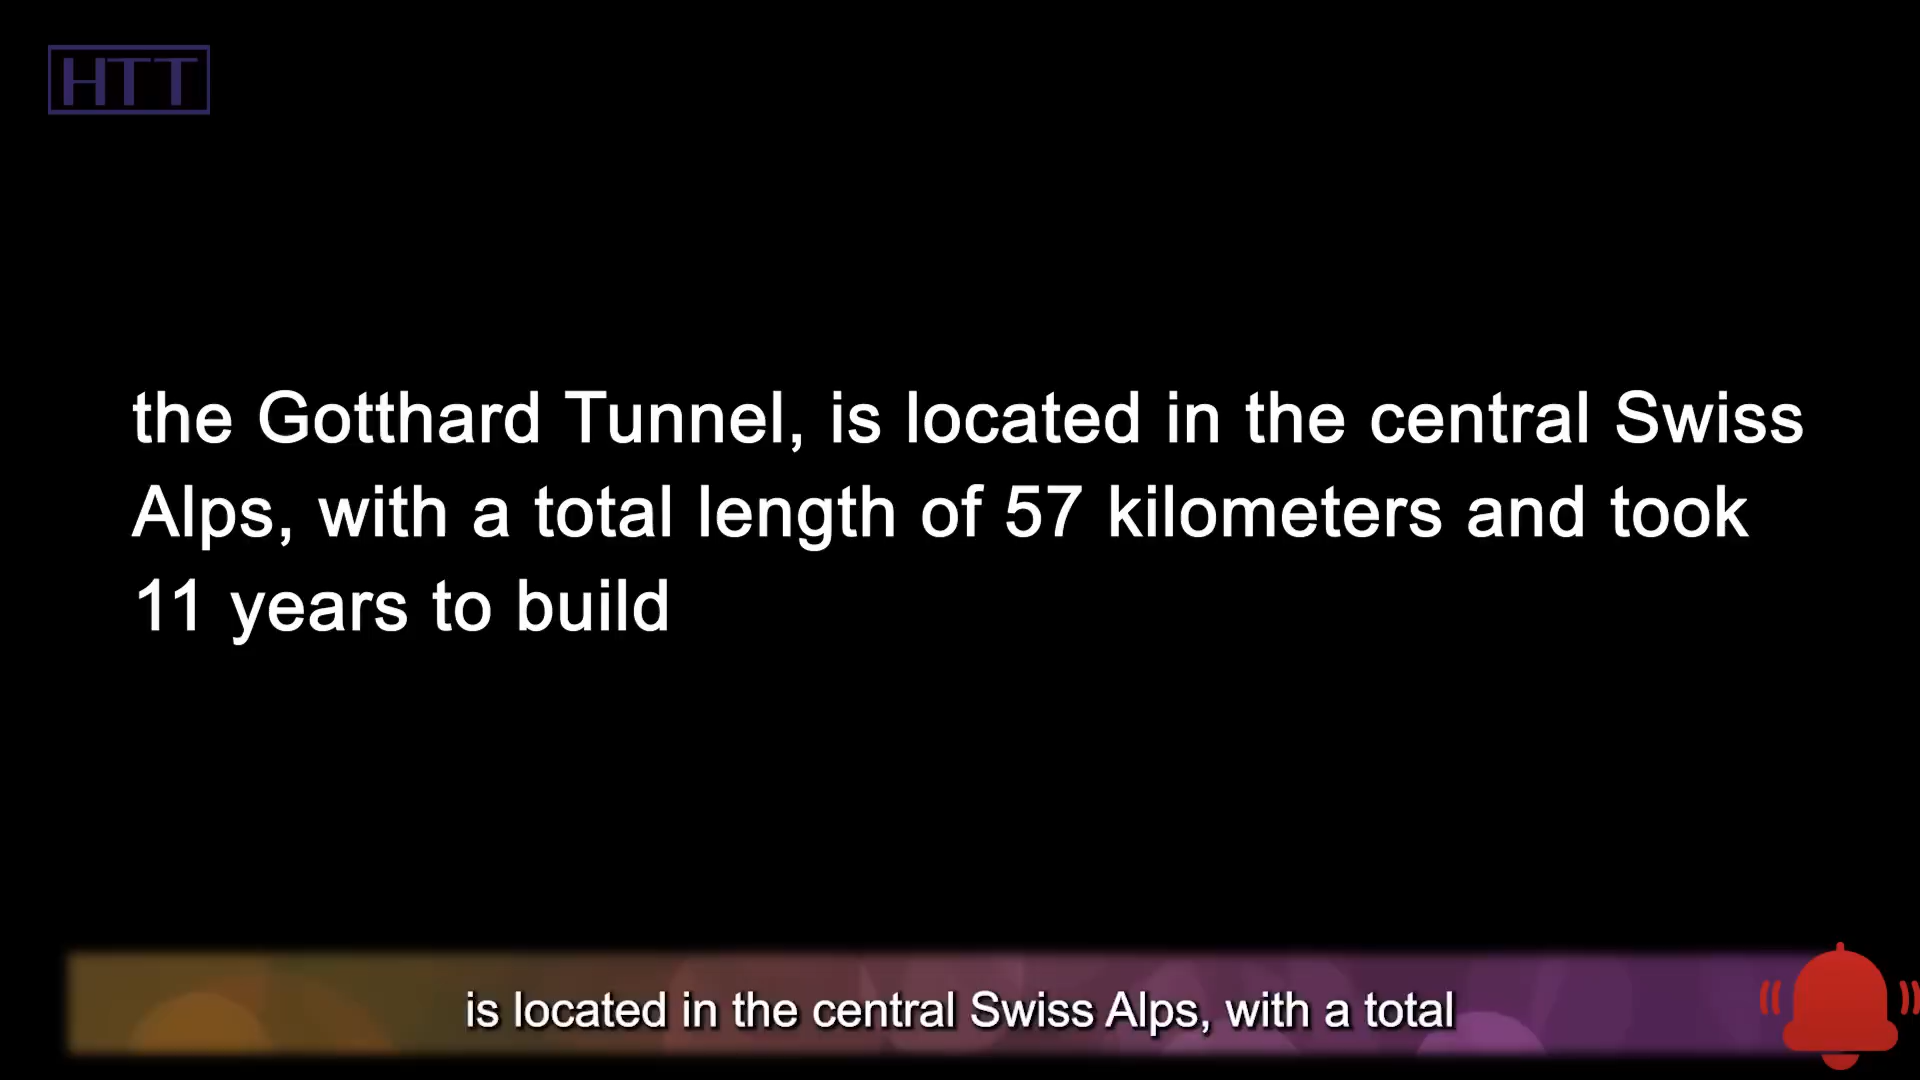 HTT
the Gotthard Tunnel, is located in the central Swiss
Alps, with a total length of 57 kilometers and took
11 years to build
is located in the central Swiss Alps, with a total